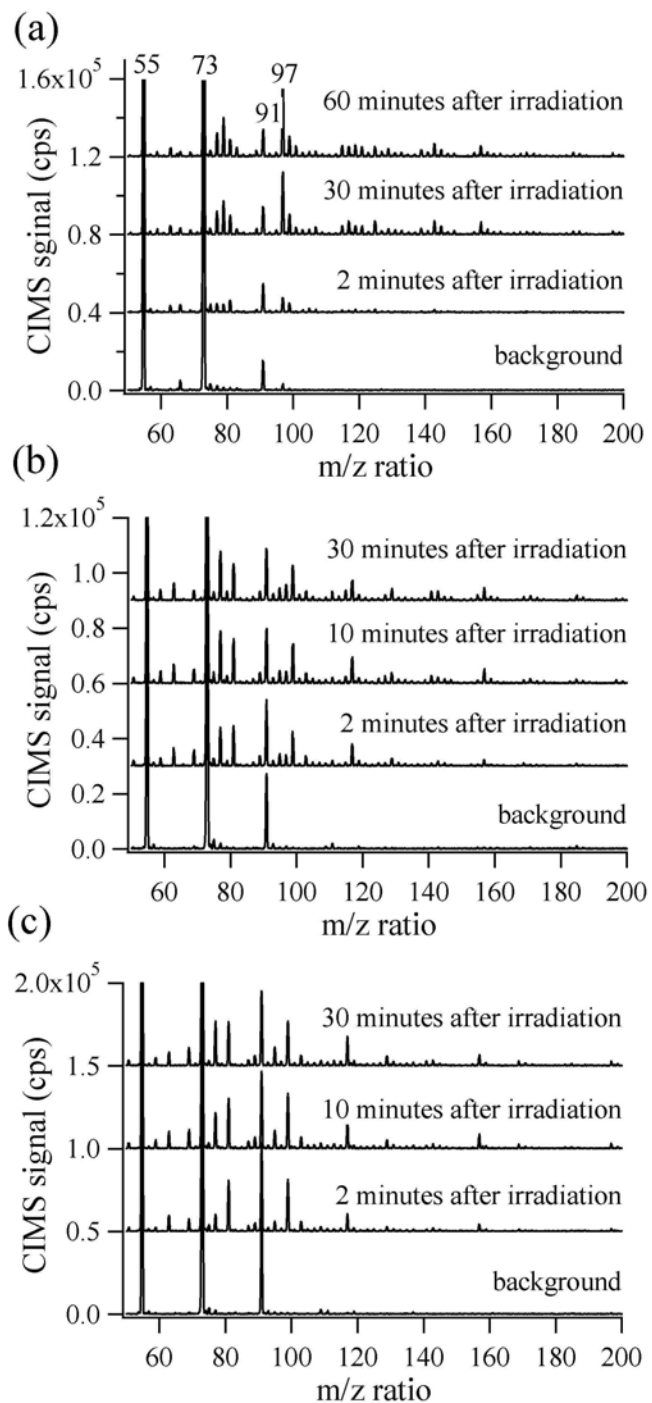 (a)
55 73 97
91
1.6x10^5
60 minutes after irradiation
1.2
30 minutes after irradiation
0.8
2 minutes after irradiation
0.4
background
0.0
CIMS sginal (cps)
60 80 100 120 140 160 180 200
m/z ratio
(b)
1.2x10^5
30 minutes after irradiation
1.0
10 minutes after irradiation
0.8
0.6
2 minutes after irradiation
0.4
0.2
background
0.0
CIMS signal (cps)
60 80 100 120 140 160 180 200
m/z ratio
(c)
2.0x10^5
30 minutes after irradiation
1.5
10 minutes after irradiation
1.0
2 minutes after irradiation
0.5
background
0.0
CIMS signal (cps)
60 80 100 120 140 160 180 200
m/z ratio